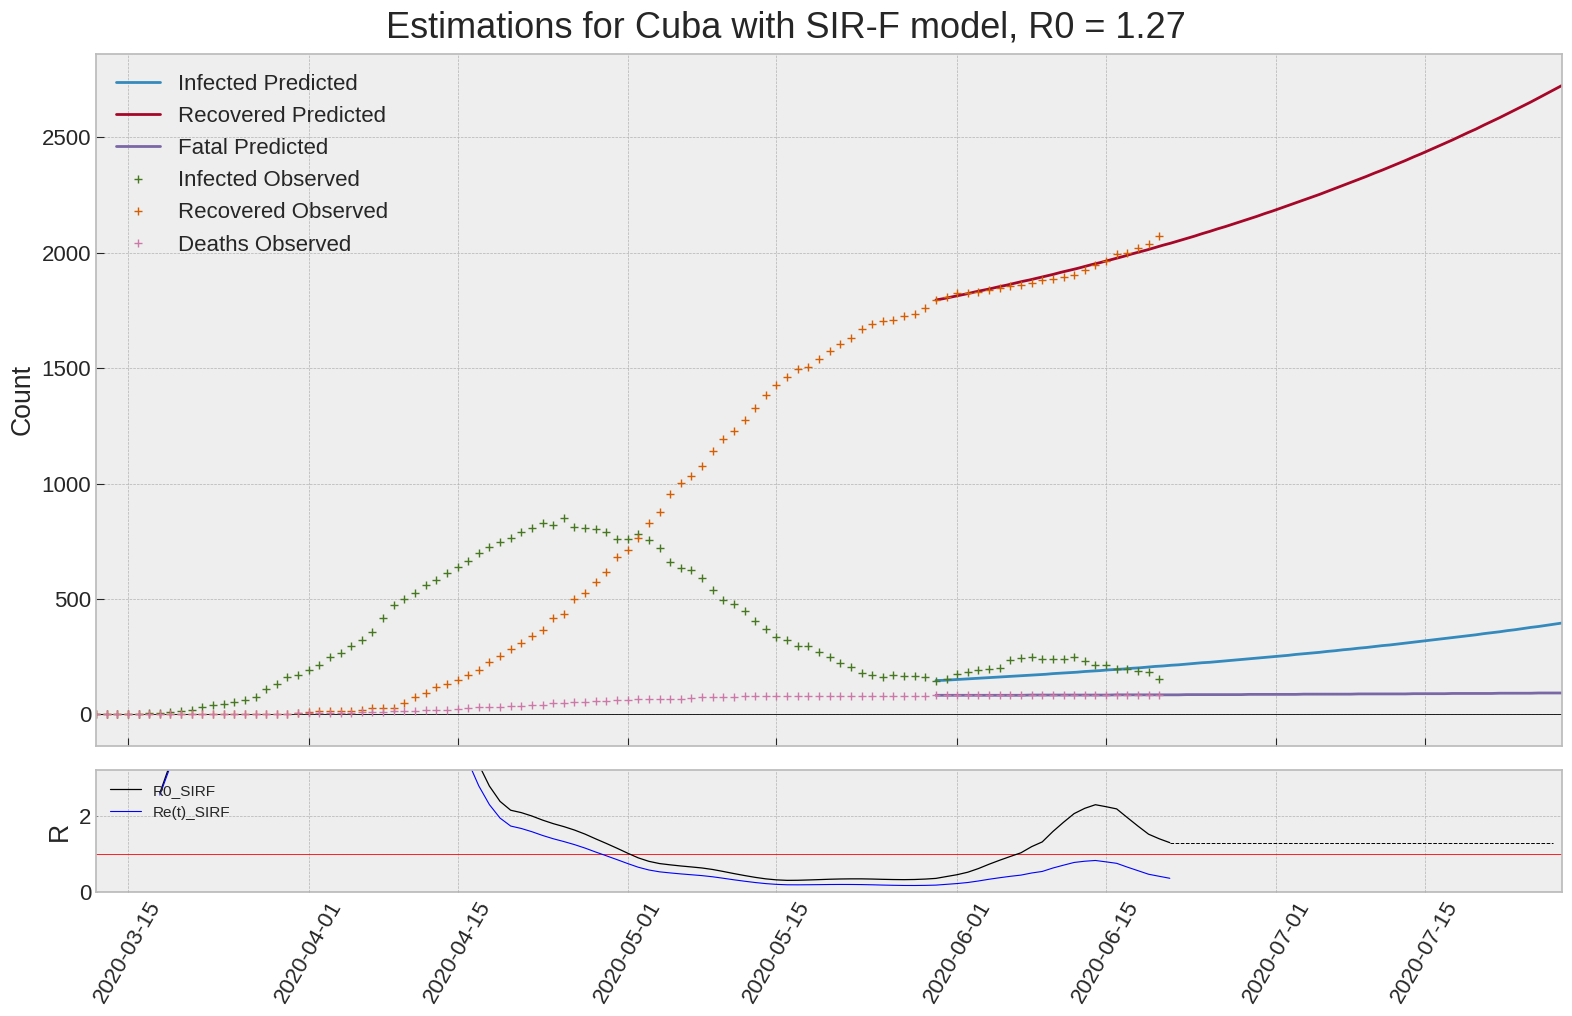 Estimations for Cuba with SIR-F model, R0 = 1.27
Infected Predicted
Recovered Predicted
Fatal Predicted
Infected Observed
Recovered Observed
Deaths Observed
Count
2500
2000
1500
1000
500
0
R0_SIRF
Re(t)_SIRF
R
2
0
2020-03-15
2020-04-01
2020-04-15
2020-05-01
2020-05-15
2020-06-01
2020-06-15
2020-07-01
2020-07-15